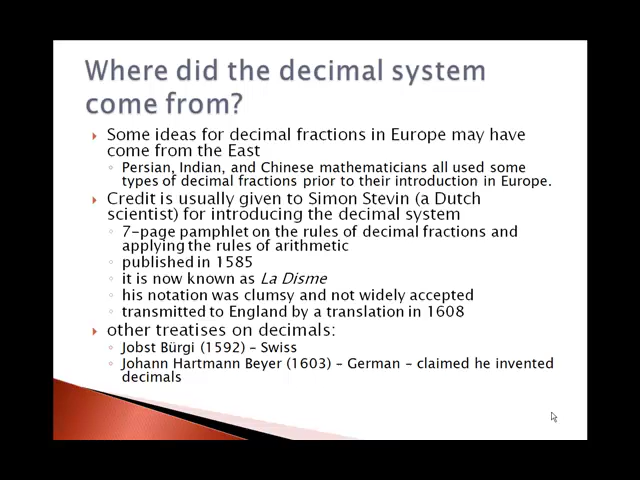 Where did the decimal system
come from?
Some ideas for decimal fractions in Europe may have
come from the East
Persian, Indian, and Chinese mathematicians all used some
types of decimal fractions prior to their introduction in Europe.
Credit is usually given to Simon Stevin (a Dutch
scientist) for introducing the decimal system
7-page pamphlet on the rules of decimal fractions and
applying the rules of arithmetic
published in 1585
it is now known as La Disme
his notation was clumsy and not widely accepted
transmitted to England by a translation in 1608
other treatises on decimals:
Jobst Bürgi (1592) – Swiss
Johann Hartmann Beyer (1603) – German – claimed he invented
decimals